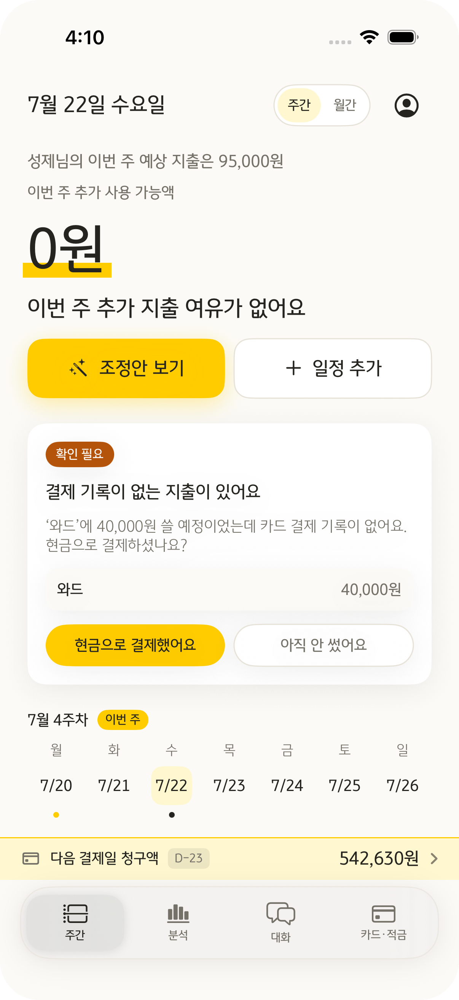 4:10
7월 22일 수요일
주간 월간
성제님의 이번 주 예상 지출은 95,000원
이번 주 추가 사용 가능액
0원
이번 주 추가 지출 여유가 없어요
조정안 보기
일정 추가
확인 필요
결제 기록이 없는 지출이 있어요
‘와드’에 40,000원 쓸 예정이었는데 카드 결제 기록이 없어요.
현금으로 결제하셨나요?
와드 40,000원
현금으로 결제했어요
아직 안 썼어요
7월 4주차 이번 주
월 화 수 목 금 토 일
7/20 7/21 7/22 7/23 7/24 7/25 7/26
다음 결제일 청구액 D-23 542,630원
주간 분석 대화 카드·적금